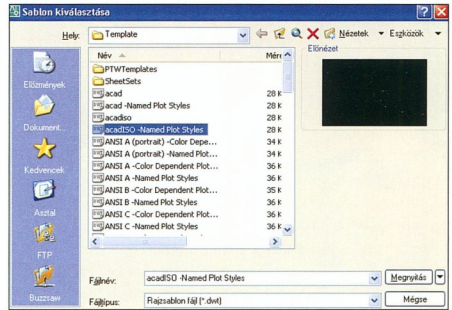 Sablon kiválasztása
Hely: Template Nézetek Eszközök
Név Méret
Előnézet
PTWTemplates
SheetSets
acad 28 K
acad -Named Plot Styles 28 K
acadiso 28 K
acadISO -Named Plot Styles 28 K
ANSI A (portrait) -Color Depe... 34 K
ANSI A (portrait) -Named Plot... 34 K
ANSI A -Color Dependent Plot... 36 K
ANSI A -Named Plot Styles 36 K
ANSI B -Color Dependent Plot... 35 K
ANSI B -Named Plot Styles 36 K
ANSI C -Color Dependent Plot... 36 K
ANSI C -Named Plot Styles 36 K
Előzmények
Dokument...
Kedvencek
Asztal
FTP
Buzzsaw
Fájlnév: acadISO -Named Plot Styles Megnyitás
Fájltípus: Rajzsablon fájl (*.dwt) Mégse